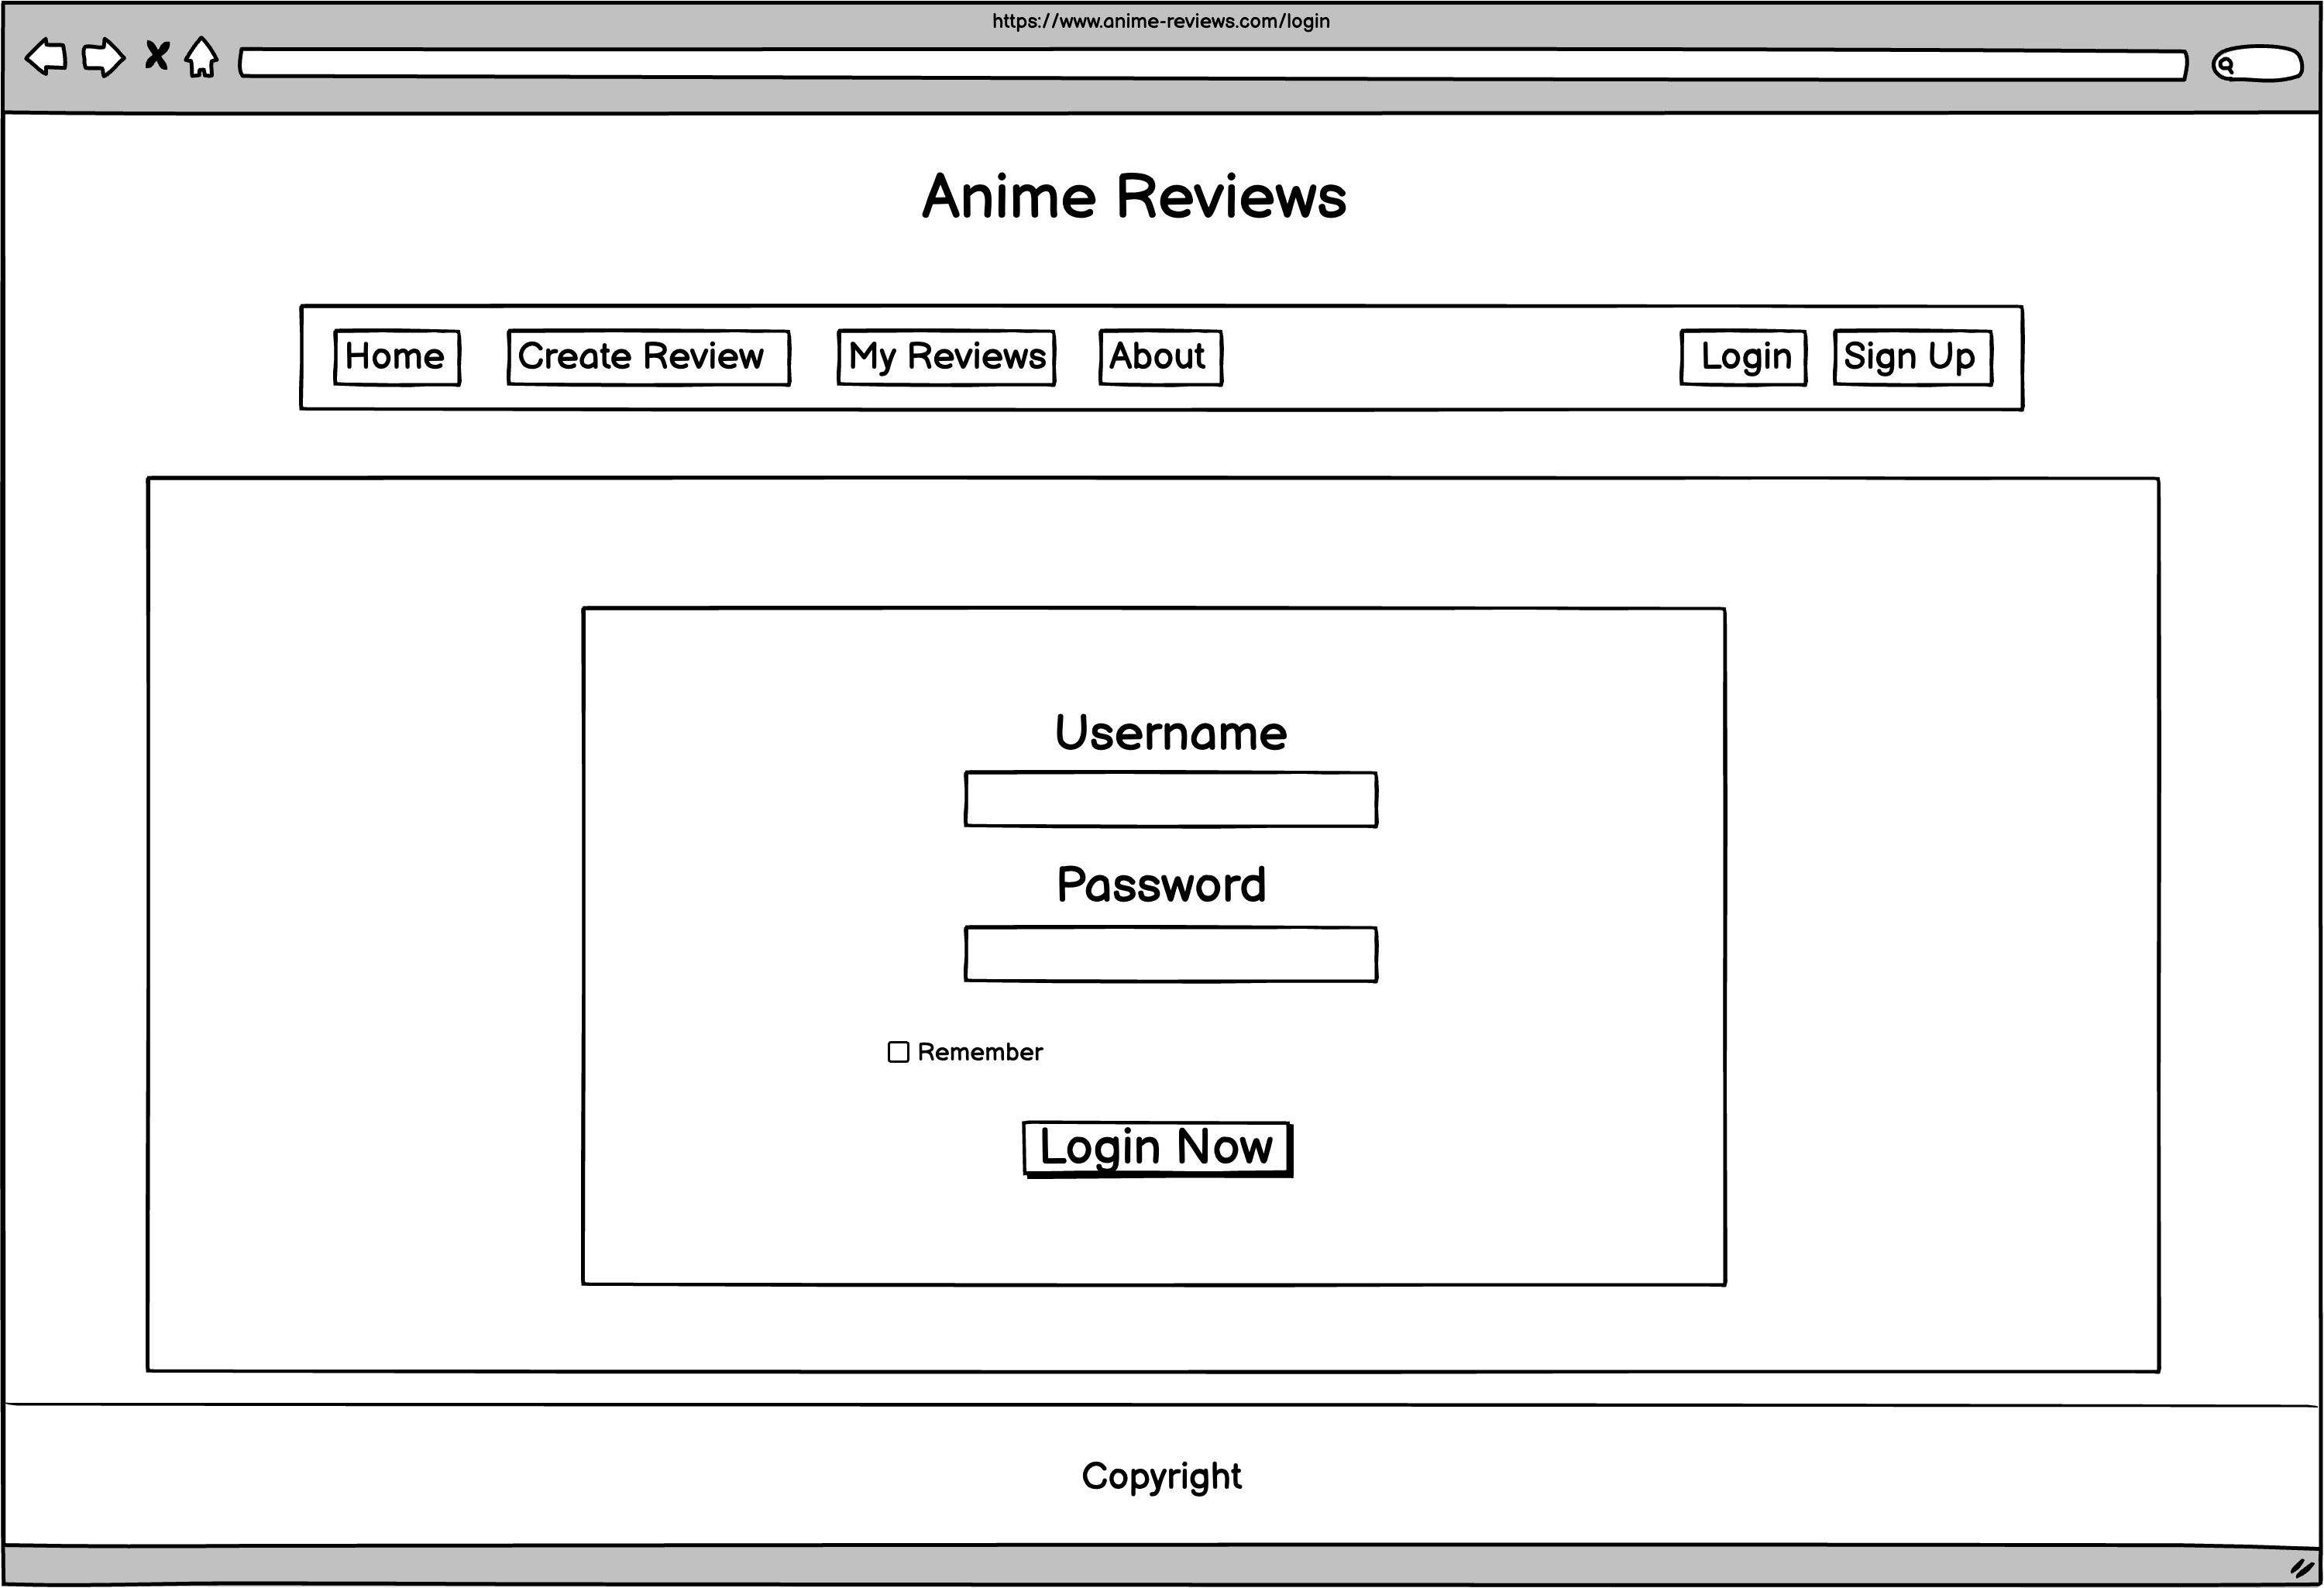 https://www.anime-reviews.com/login
Anime Reviews
Home Create Review My Reviews About Login Sign Up
Username
Password
Remember
Login Now
Copyright